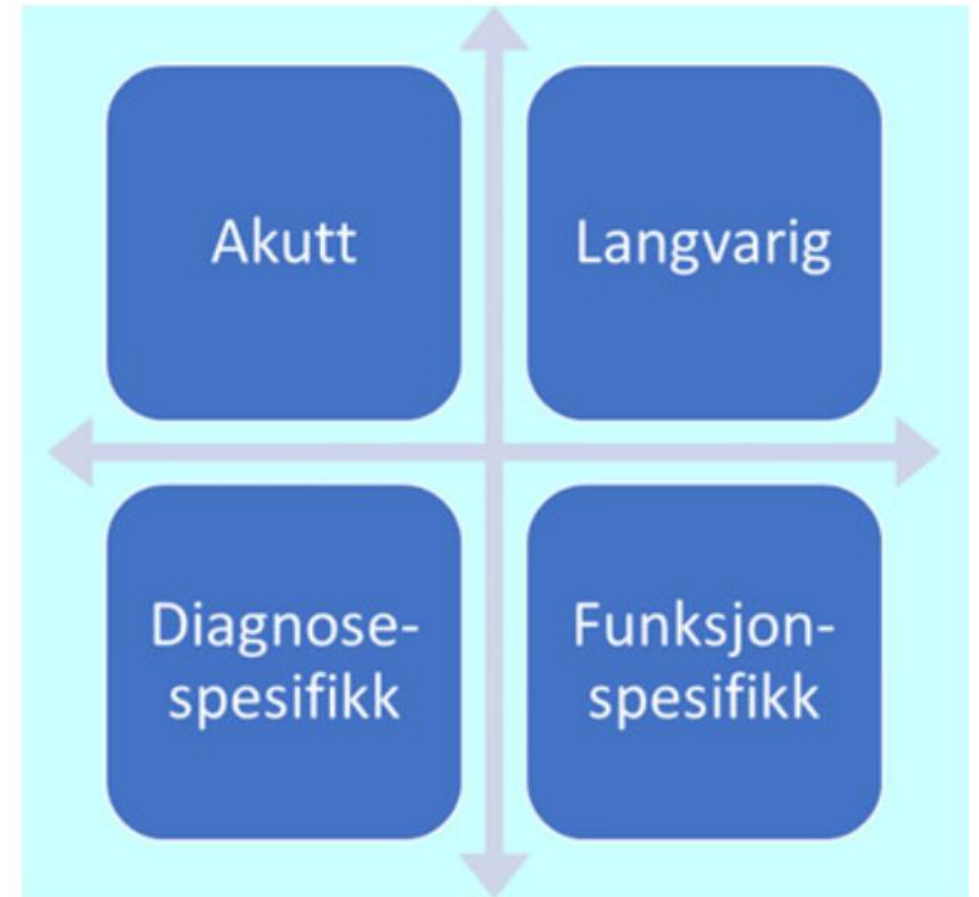 Akutt
Langvarig
Diagnose-
spesifikk
Funksjon-
spesifikk